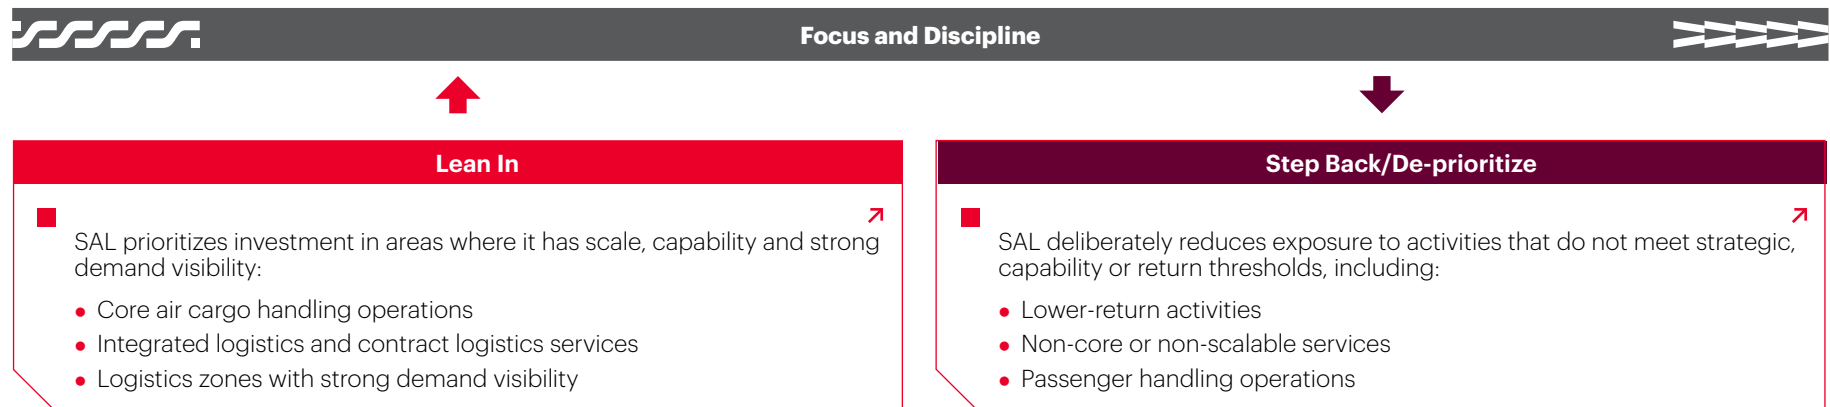 Focus and Discipline
Lean In
SAL prioritizes investment in areas where it has scale, capability and strong
demand visibility:
• Core air cargo handling operations
• Integrated logistics and contract logistics services
• Logistics zones with strong demand visibility
Step Back/De-prioritize
SAL deliberately reduces exposure to activities that do not meet strategic,
capability or return thresholds, including:
• Lower-return activities
• Non-core or non-scalable services
• Passenger handling operations